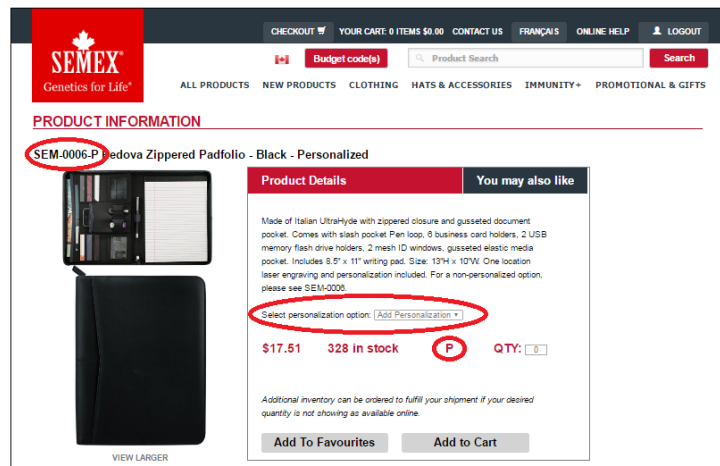 CHECKOUT YOUR CART: 0 ITEMS $0.00 CONTACT US FRANÇAIS ONLINE HELP LOGOUT
SEMEX®
Genetics for Life®
Budget code(s) Product Search Search
ALL PRODUCTS NEW PRODUCTS CLOTHING HATS & ACCESSORIES IMMUNITY+ PROMOTIONAL & GIFTS
PRODUCT INFORMATION
SEM-0006-P Pedova Zippered Padfolio - Black - Personalized
Product Details You may also like
Made of Italian UltraHyde with zippered closure and gusseted document
pocket. Comes with slash pocket Pen loop, 6 business card holders, 2 USB
memory flash drive holders, 2 mesh ID windows, gusseted elastic media
pocket. Includes 8.5" x 11" writing pad. Size: 13"H x 10"W. One location
laser engraving and personalization included. For a non-personalized option,
please see SEM-0006.
Select personalization option: Add Personalization
$17.51 328 in stock P QTY: 0
Additional inventory can be ordered to fulfill your shipment if your desired
quantity is not showing as available online.
Add To Favourites Add to Cart
VIEW LARGER